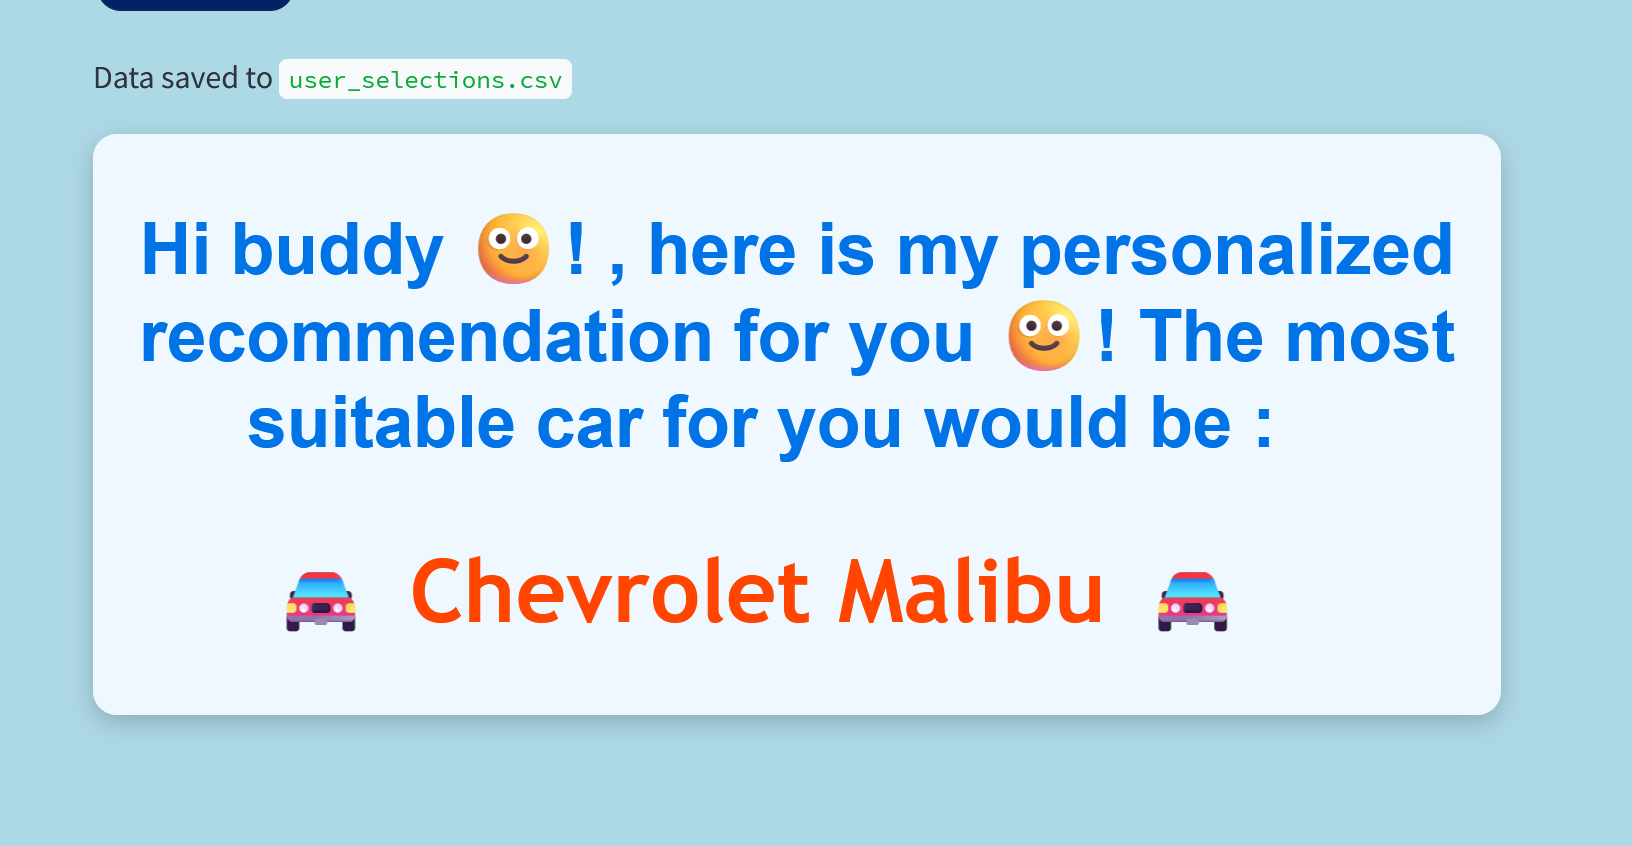 Data saved to user_selections.csv
Hi buddy 🙂! , here is my personalized
recommendation for you 🙂! The most
suitable car for you would be :
🚘 Chevrolet Malibu 🚘